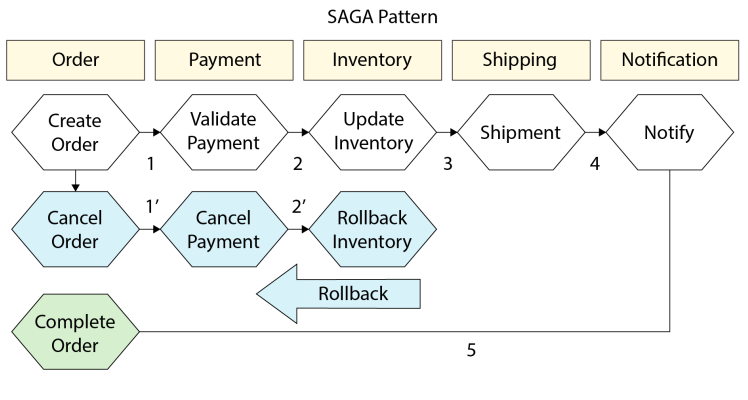 SAGA Pattern
Order
Payment
Inventory
Shipping
Notification
Create
Order
Validate
Payment
Update
Inventory
Shipment
Notify
1
2
3
4
Cancel
Order
1’
Cancel
Payment
2’
Rollback
Inventory
Rollback
Complete
Order
5